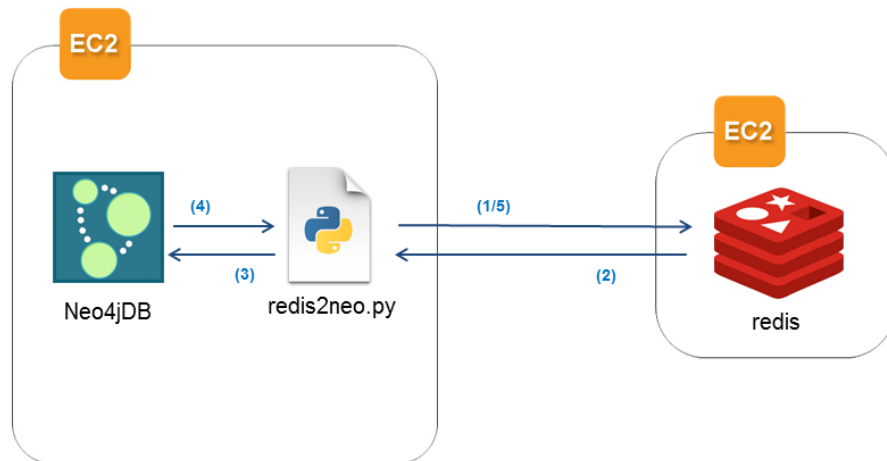 EC2
EC2
(4)
(1/5)
(3)
(2)
Neo4jDB
redis2neo.py
redis